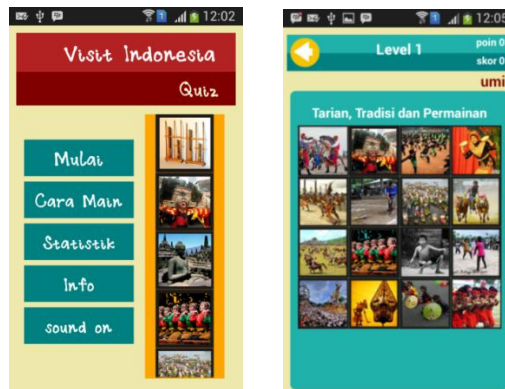 12:02
Visit Indonesia
Quiz
Mulai
Cara Main
Statistik
Info
sound on
12:05
Level 1
poin 0
skor 0
umi
Tarian, Tradisi dan Permainan